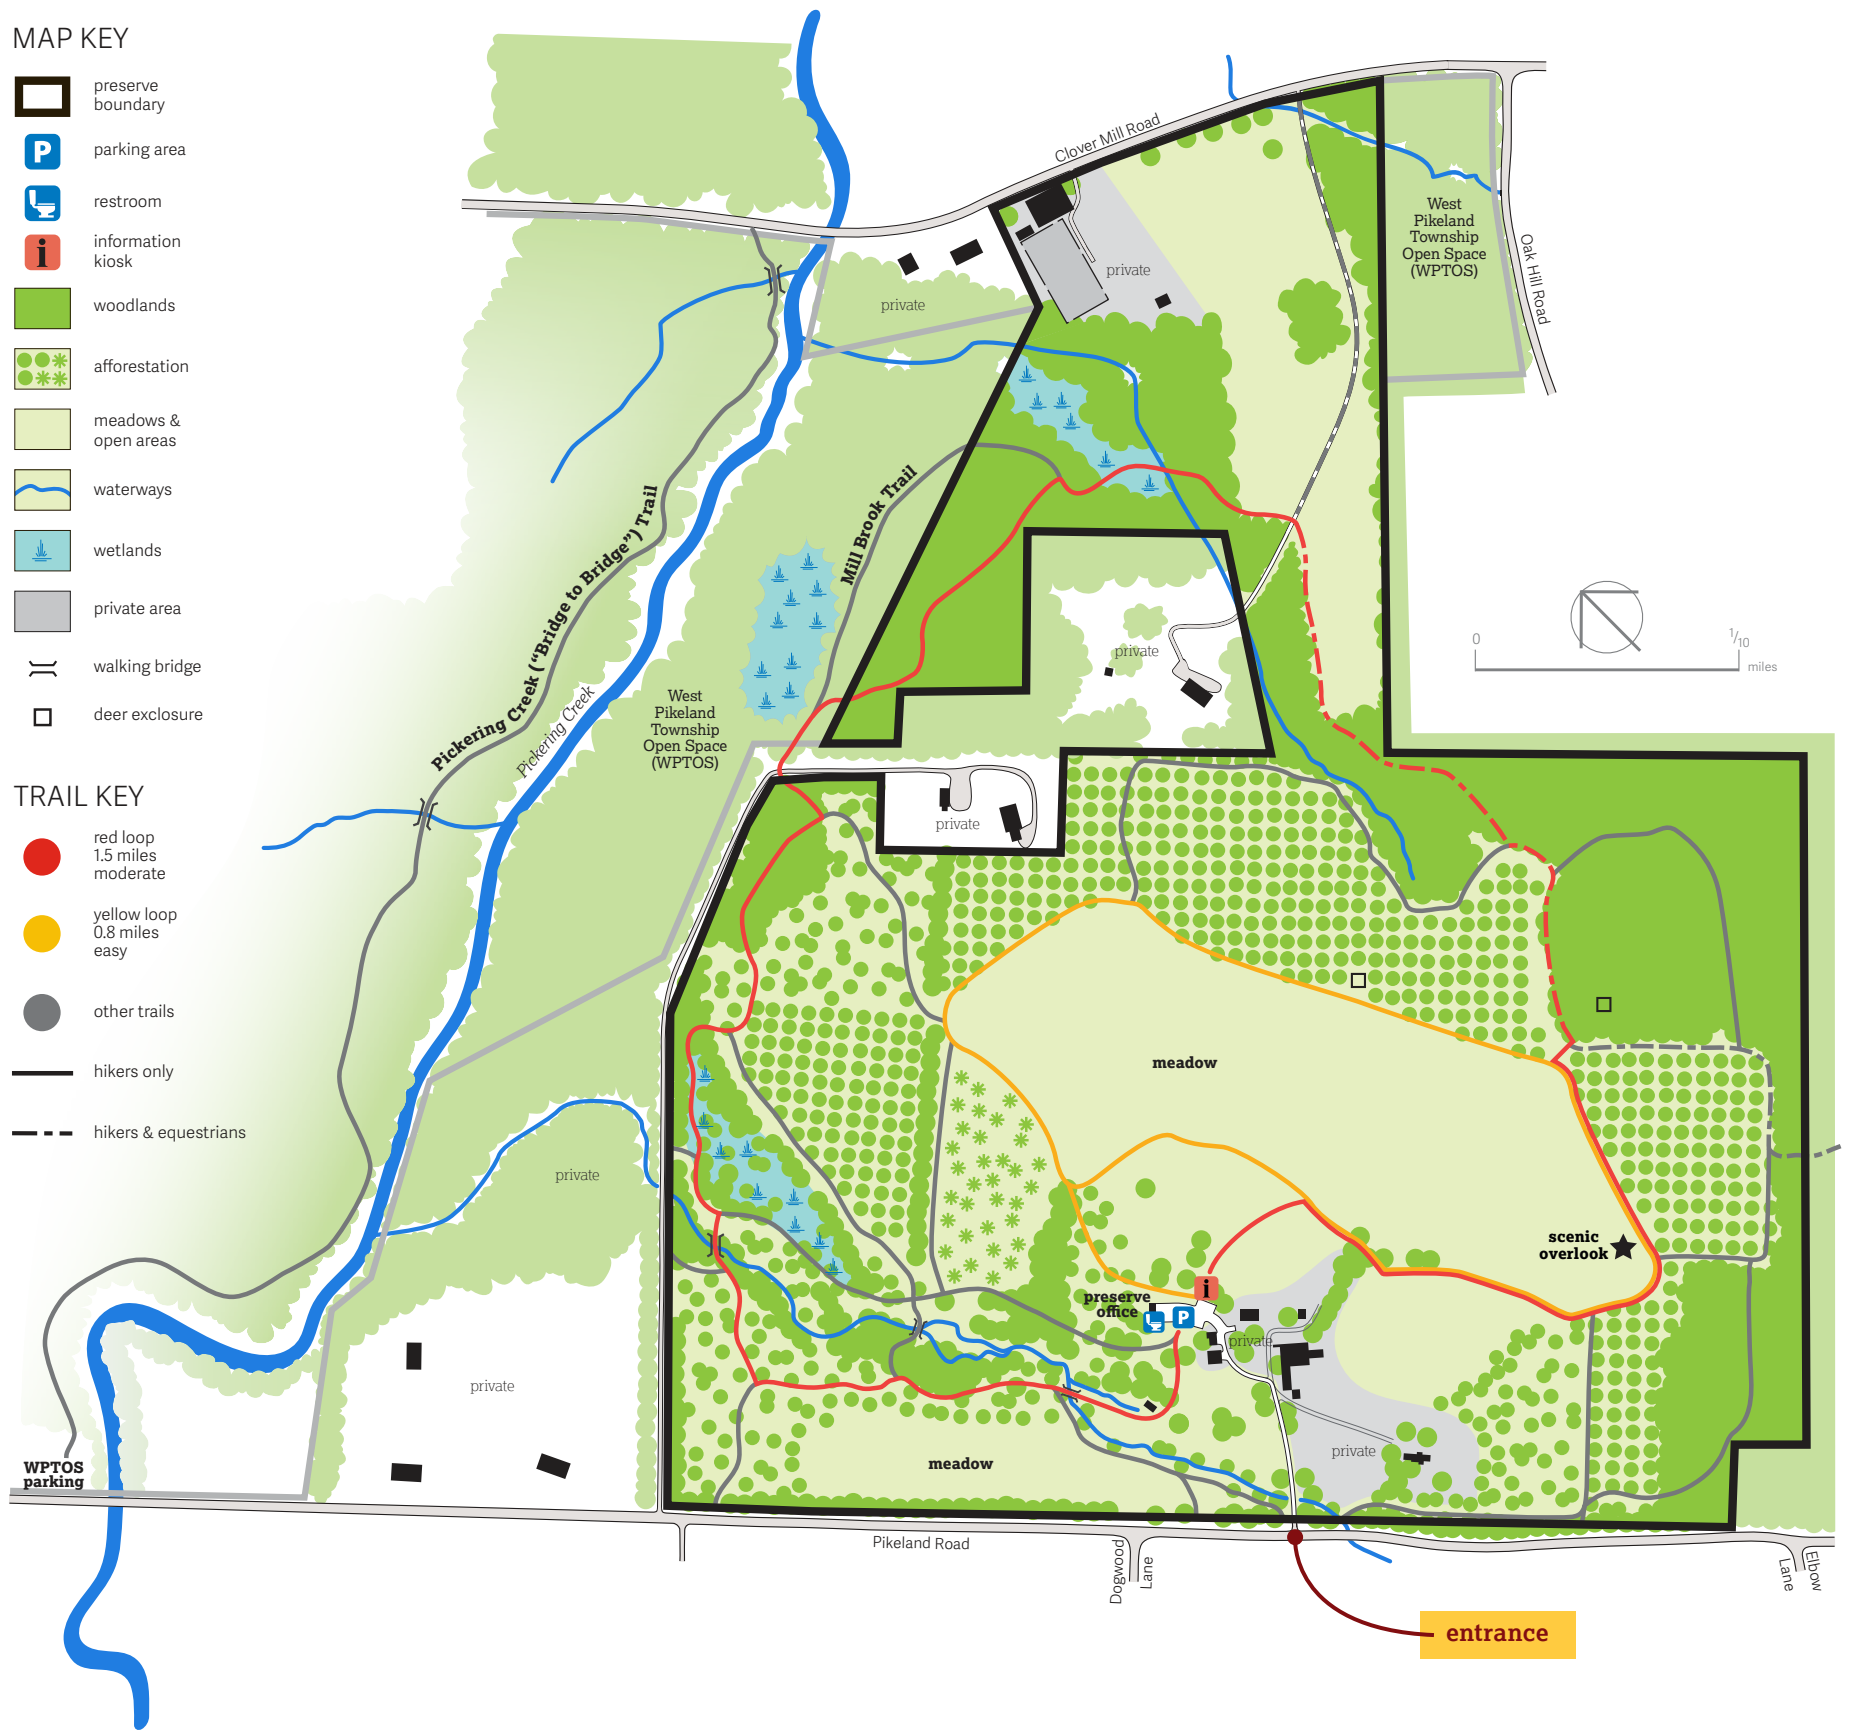 MAP KEY
preserve
boundary
P
parking area
restroom
i
information
kiosk
woodlands
afforestation
meadows &
open areas
waterways
wetlands
private area
walking bridge
deer exclosure
TRAIL KEY
red loop
1.5 miles
moderate
yellow loop
0.8 miles
easy
other trails
hikers only
hikers & equestrians
Clover Mill Road
West
Pikeland
Township
Open Space
(WPTOS)
Oak Hill Road
private
private
Mill Brook Trail
Pickering Creek (“Bridge to Bridge”) Trail
Pickering Creek
West
Pikeland
Township
Open Space
(WPTOS)
private
0
1/10
miles
private
meadow
private
scenic
overlook
i
preserve
office
P
private
private
private
meadow
WPTOS
parking
Pikeland Road
Dogwood
Lane
Elbow
Lane
entrance